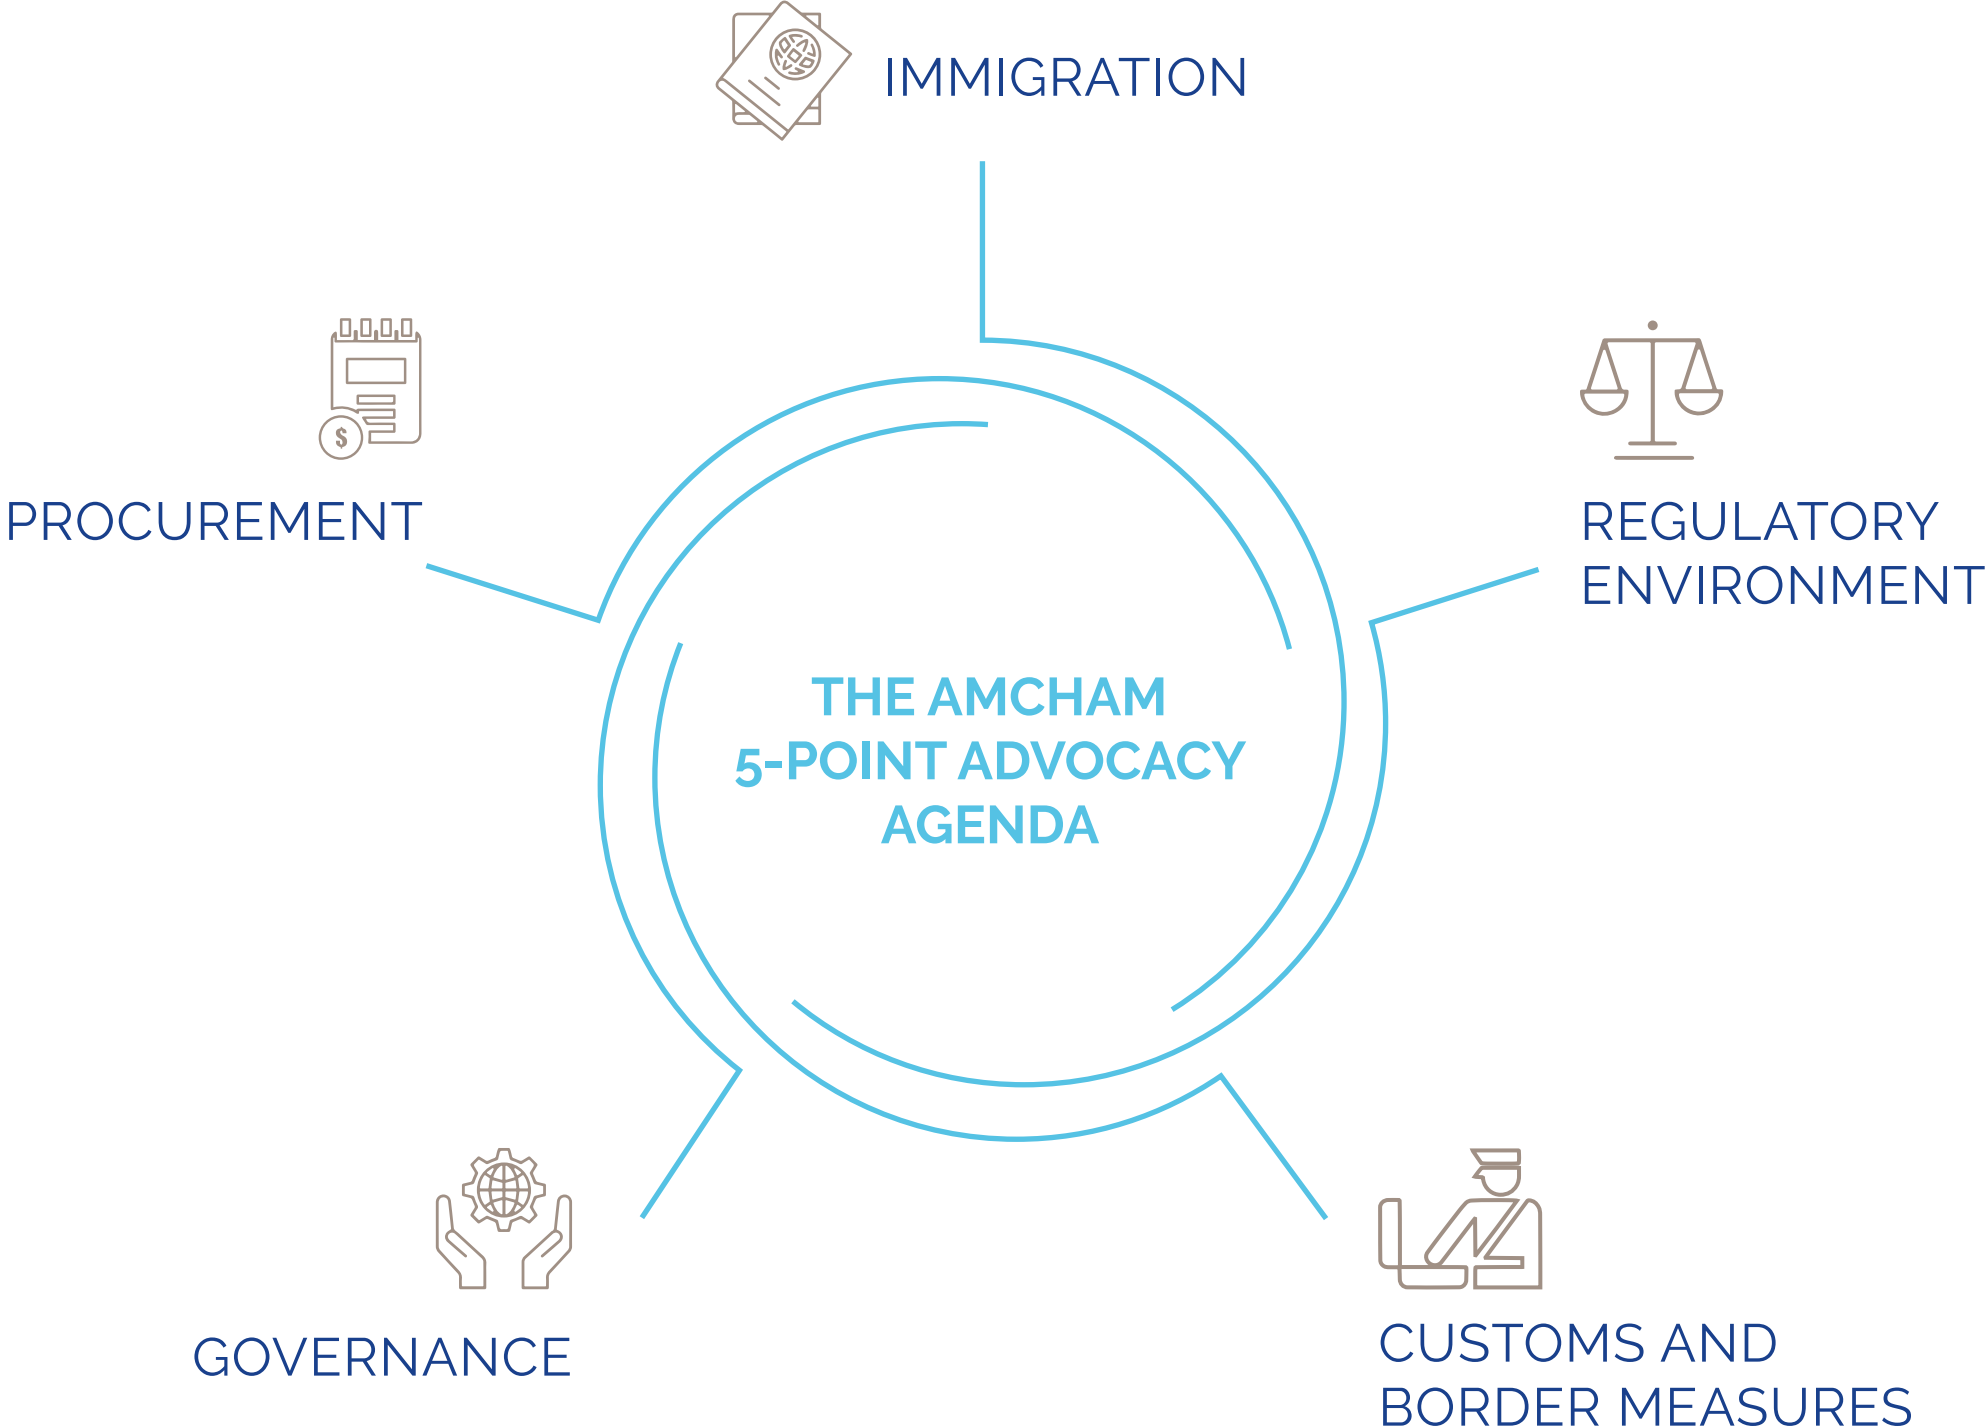 IMMIGRATION
PROCUREMENT
$
REGULATORY
ENVIRONMENT
THE AMCHAM
5-POINT ADVOCACY
AGENDA
GOVERNANCE
CUSTOMS AND
BORDER MEASURES